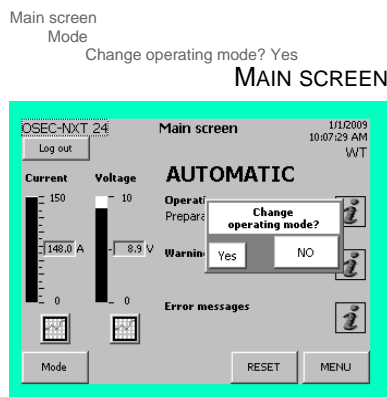 Main screen
Mode
Change operating mode? Yes
MAIN SCREEN
OSEC-NXT 24 Main screen 1/1/2009
10:07:29 AM
Log out WT
Current Voltage AUTOMATIC
150 10
Prepara
Change
operating mode?
148.0 A 8.9 V
Yes NO
0 0
Error messages
Mode RESET MENU